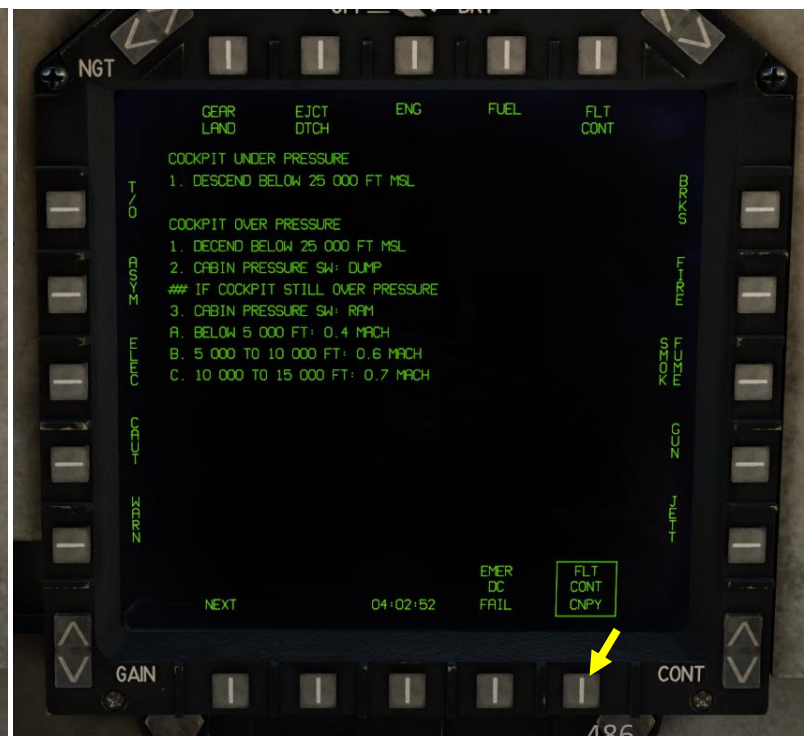 OFF DRY
NGT
GEAR LAND
EJCT DTCH
ENG
FUEL
FLT CONT
COCKPIT UNDER PRESSURE
1. DESCEND BELOW 25 000 FT MSL
COCKPIT OVER PRESSURE
1. DECEND BELOW 25 000 FT MSL
2. CABIN PRESSURE SW: DUMP
## IF COCKPIT STILL OVER PRESSURE
3. CABIN PRESSURE SW: RAM
A. BELOW 5 000 FT: 0.4 MACH
B. 5 000 TO 10 000 FT: 0.6 MACH
C. 10 000 TO 15 000 FT: 0.7 MACH
T/O
ASYM
ELEC
CAUT
WARN
BRKS
FIRE
SMOK FUME
GUN
JETT
NEXT
04:02:52
EMER DC FAIL
FLT CONT CNPY
GAIN
CONT
486